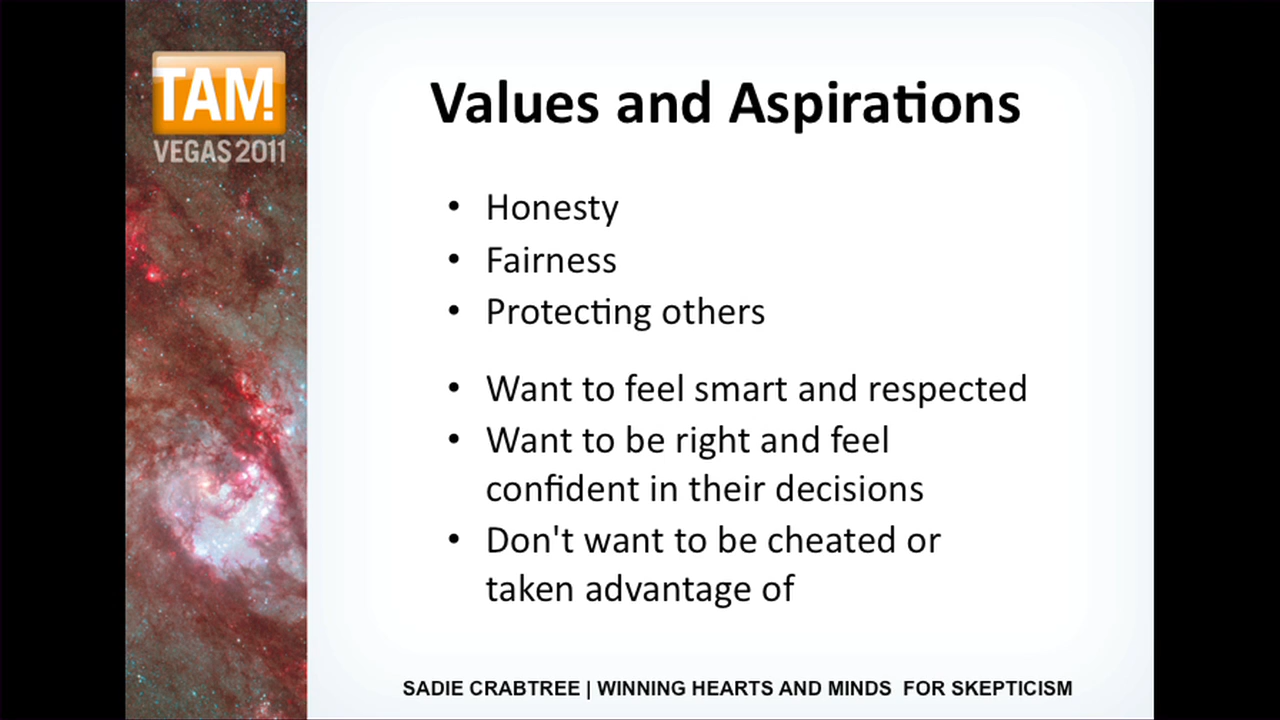 TAM!
VEGAS 2011
Values and Aspirations
• Honesty
• Fairness
• Protecting others
• Want to feel smart and respected
• Want to be right and feel
confident in their decisions
• Don't want to be cheated or
taken advantage of
SADIE CRABTREE | WINNING HEARTS AND MINDS FOR SKEPTICISM